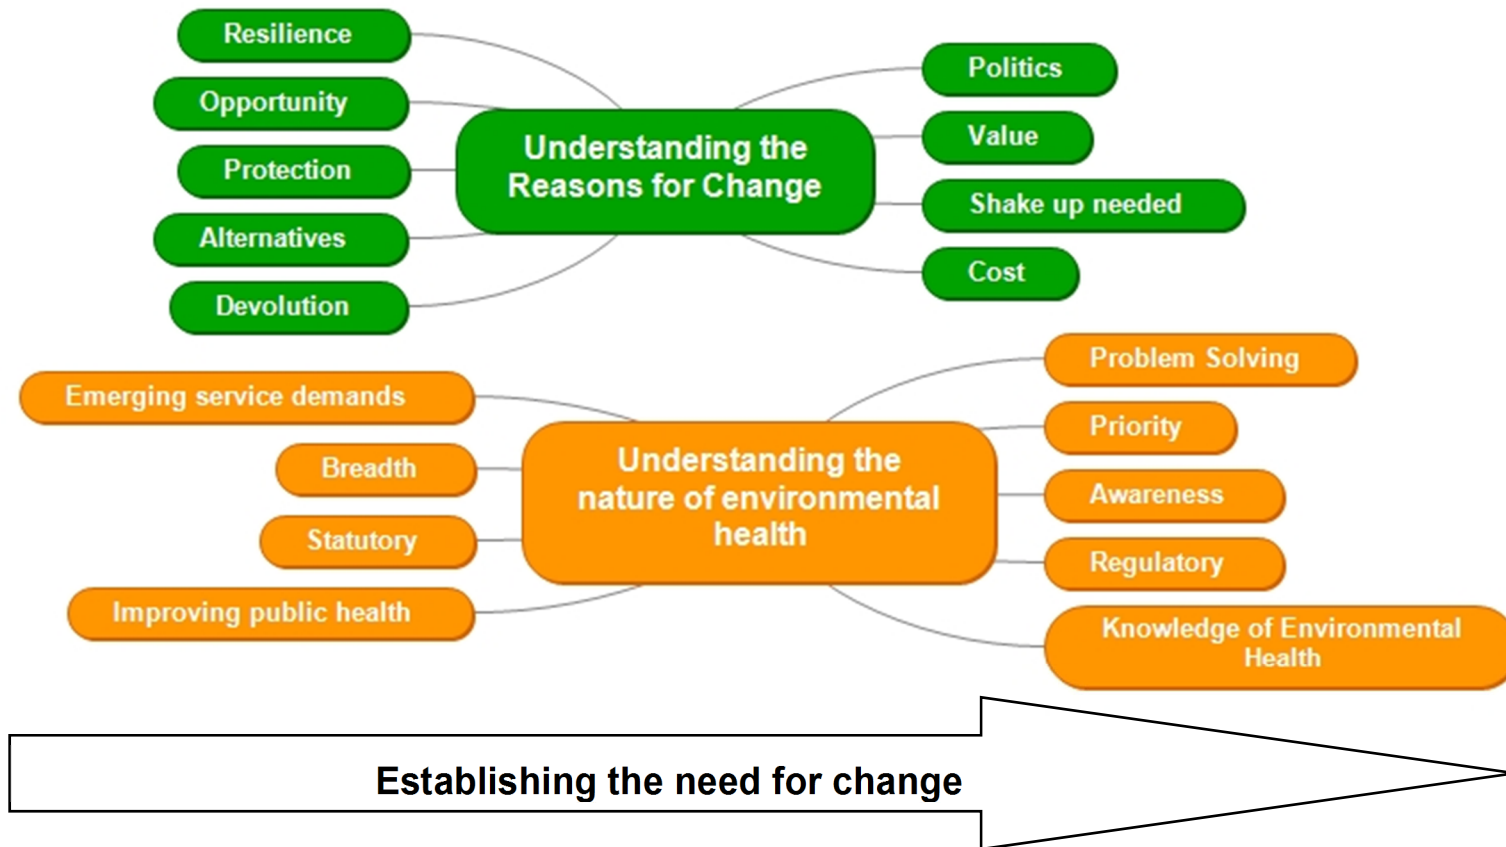 Resilience
Opportunity
Protection
Alternatives
Devolution
Understanding the
Reasons for Change
Politics
Value
Shake up needed
Cost
Emerging service demands
Breadth
Statutory
Improving public health
Understanding the
nature of environmental
health
Problem Solving
Priority
Awareness
Regulatory
Knowledge of Environmental
Health
Establishing the need for change